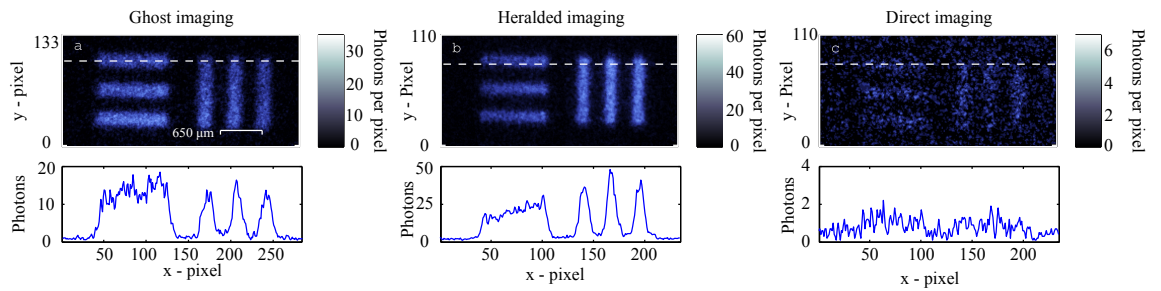 Ghost imaging
133
a
650 µm
0
y - pixel
30
20
10
0
Photons per pixel
20
10
0
Photons
50 100 150 200 250
x - pixel
Heralded imaging
110
b
0
y - Pixel
60
40
20
0
Photons per pixel
50
25
0
Photons
50 100 150 200
x - pixel
Direct imaging
110
c
0
y - Pixel
6
4
2
0
Photons per pixel
4
2
0
Photons
50 100 150 200
x - pixel